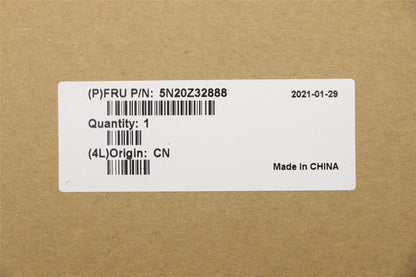 (P)FRU P/N: 5N20Z32888 2021-01-29
Quantity: 1
(4L)Origin: CN
Made in CHINA